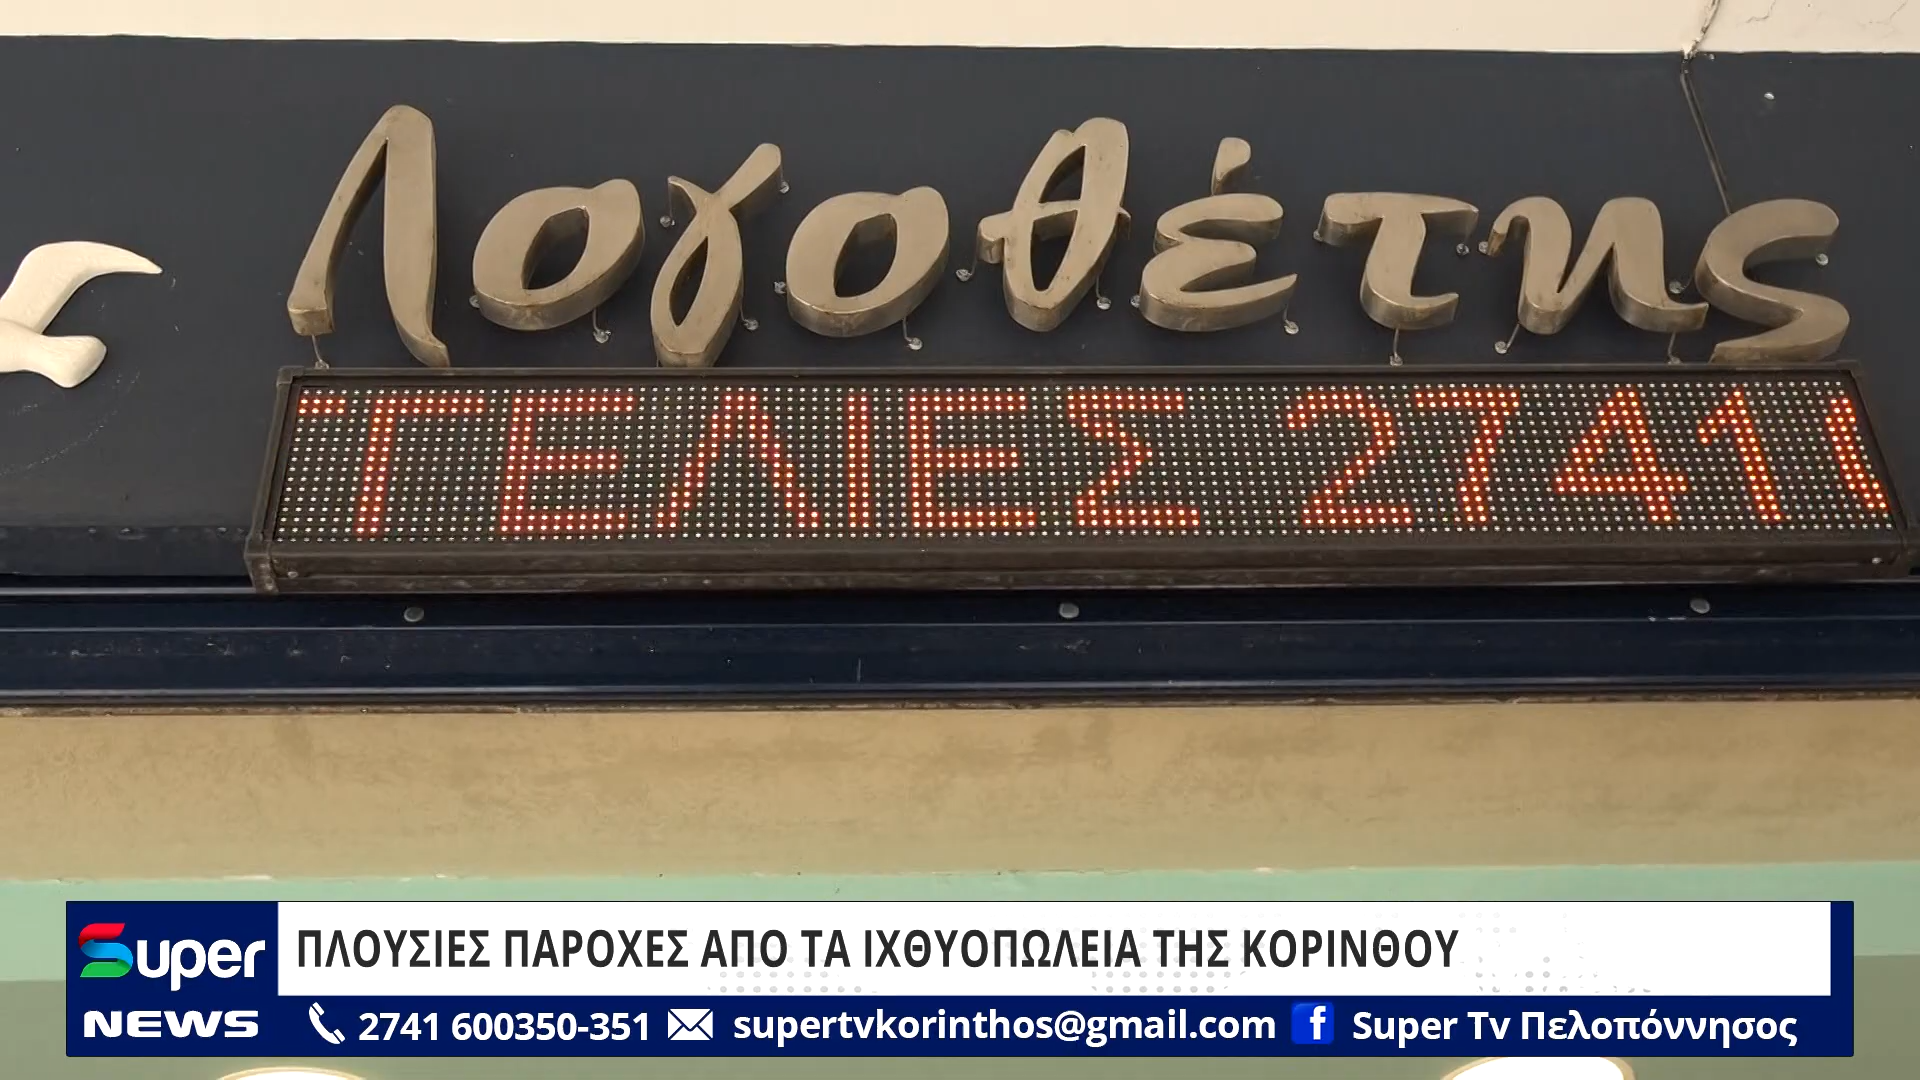 Λογοθέτης
ΓΓΕΛΙΕΣ 2741
Super NEWS
ΠΛΟΥΣΙΕΣ ΠΑΡΟΧΕΣ ΑΠΟ ΤΑ ΙΧΘΥΟΠΩΛΕΙΑ ΤΗΣ ΚΟΡΙΝΘΟΥ
2741 600350-351 supertvkorinthos@gmail.com f Super Tv Πελοπόννησος